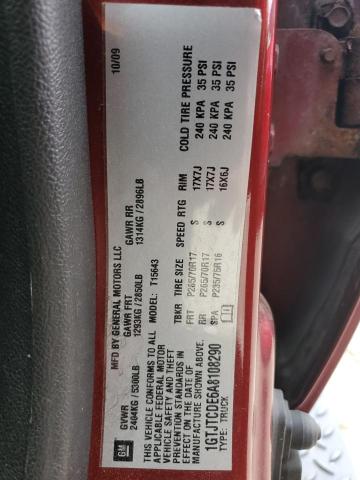 MFD BY GENERAL MOTORS LLC
10/09
GVWR GAWR FRT GAWR RR
2404KG / 5300LB 1293KG / 2850LB 1314KG / 2896LB
THIS VEHICLE CONFORMS TO ALL
APPLICABLE FEDERAL MOTOR
VEHICLE SAFETY AND THEFT
PREVENTION STANDARDS IN
EFFECT ON THE DATE OF
MANUFACTURE SHOWN ABOVE.
1GTJTCDE6A8108290
TYPE: TRUCK
MODEL: T15643
TBKR TIRE SIZE SPEED RTG RIM COLD TIRE PRESSURE
FRT P265/70R17 S 17X7J 240 KPA 35 PSI
RR P265/70R17 S 17X7J 240 KPA 35 PSI
SPA P235/75R16 S 16X6J 240 KPA 35 PSI
GM